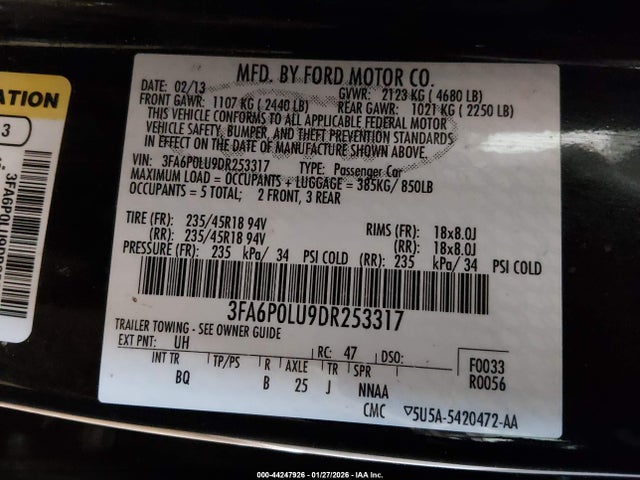 MFD. BY FORD MOTOR CO.
DATE: 02/13 GVWR: 2123 KG ( 4680 LB)
FRONT GAWR: 1107 KG ( 2440 LB) REAR GAWR: 1021 KG ( 2250 LB)
THIS VEHICLE CONFORMS TO ALL APPLICABLE FEDERAL MOTOR
VEHICLE SAFETY, BUMPER, AND THEFT PREVENTION STANDARDS
IN EFFECT ON THE DATE OF MANUFACTURE SHOWN ABOVE.
VIN: 3FA6P0LU9DR253317 TYPE: Passenger Car
MAXIMUM LOAD = OCCUPANTS + LUGGAGE = 385KG/ 850LB
OCCUPANTS = 5 TOTAL; 2 FRONT, 3 REAR
TIRE (FR): 235/45R18 94V RIMS (FR): 18x8.0J
(RR): 235/45R18 94V (RR): 18x8.0J
PRESSURE (FR): 235 kPa/ 34 PSI COLD (RR): 235 kPa/ 34 PSI COLD
3FA6P0LU9DR253317
TRAILER TOWING - SEE OWNER GUIDE
EXT PNT: UH RC: 47 DSO: F0033
R0056
INT TR TP/PS R AXLE TR SPR
BQ B 25 J NNAA
CMC ▽5U5A-5420472-AA
ATION
3
000-44247926 - 01/27/2026 - IAA, Inc.